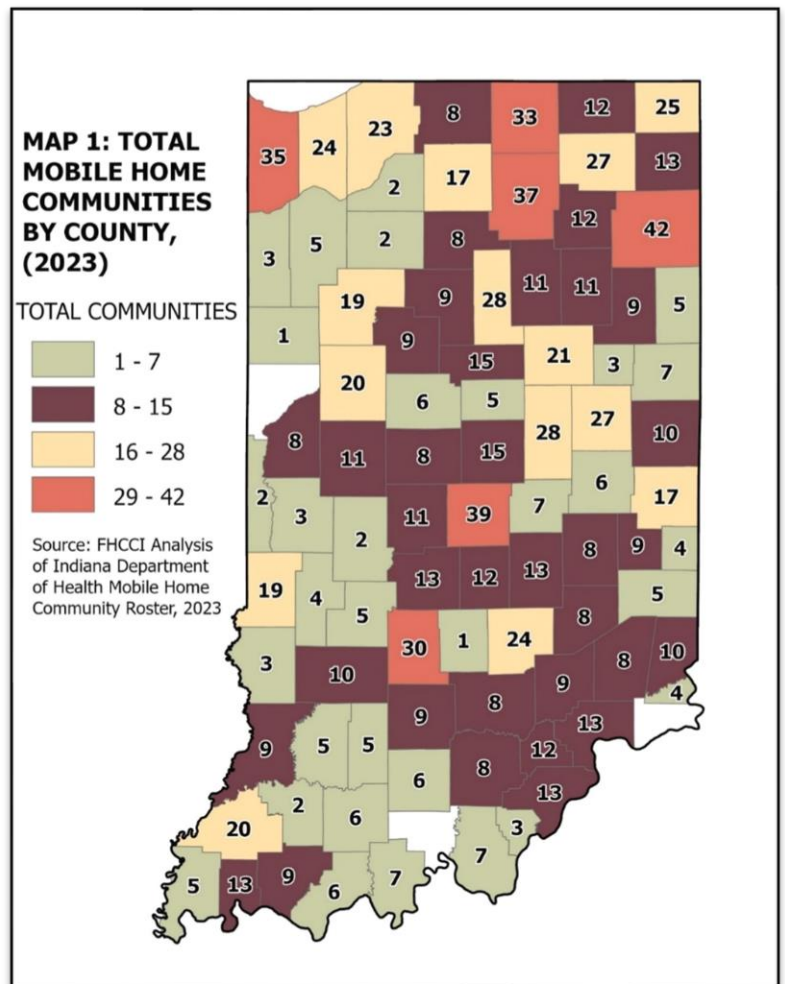 MAP 1: TOTAL
MOBILE HOME
COMMUNITIES
BY COUNTY,
(2023)
TOTAL COMMUNITIES
1 - 7
8 - 15
16 - 28
29 - 42
Source: FHCCI Analysis
of Indiana Department
of Health Mobile Home
Community Roster, 2023
35 24 23 8 33 12 25
2 17 37 27 13
3 5 2 8 12 42
19 9 28 11 11 9 5
1 9 15 21 3 7
20 6 5 28 27 10
8 11 8 15 6
2 3 2 11 39 7 17
19 4 5 13 12 13 8 9 4
5
3 10 30 1 24 8
9 8 9 8 10
4
9 5 5 6 8 12 13
13
20 2 6 7 3
5 13 9 6 7